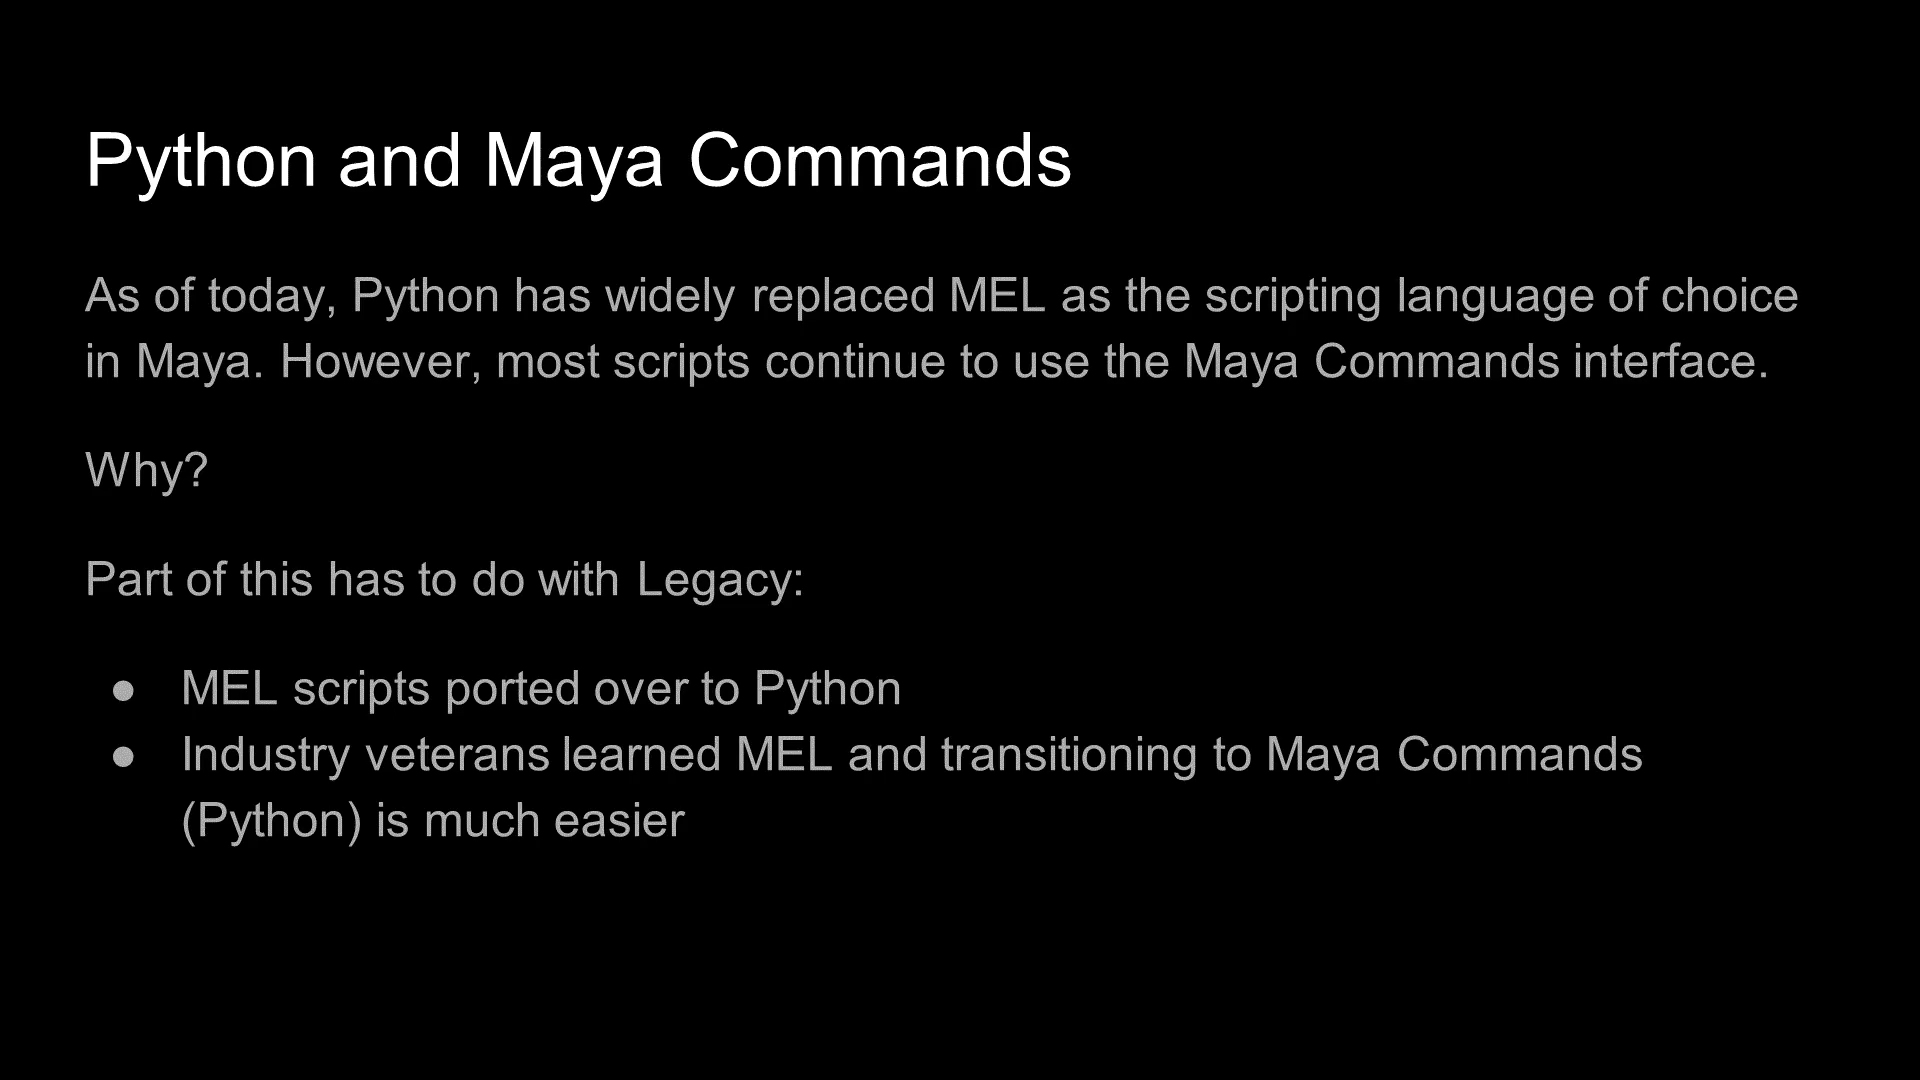 Python and Maya Commands
As of today, Python has widely replaced MEL as the scripting language of choice
in Maya. However, most scripts continue to use the Maya Commands interface.
Why?
Part of this has to do with Legacy:
● MEL scripts ported over to Python
● Industry veterans learned MEL and transitioning to Maya Commands
(Python) is much easier